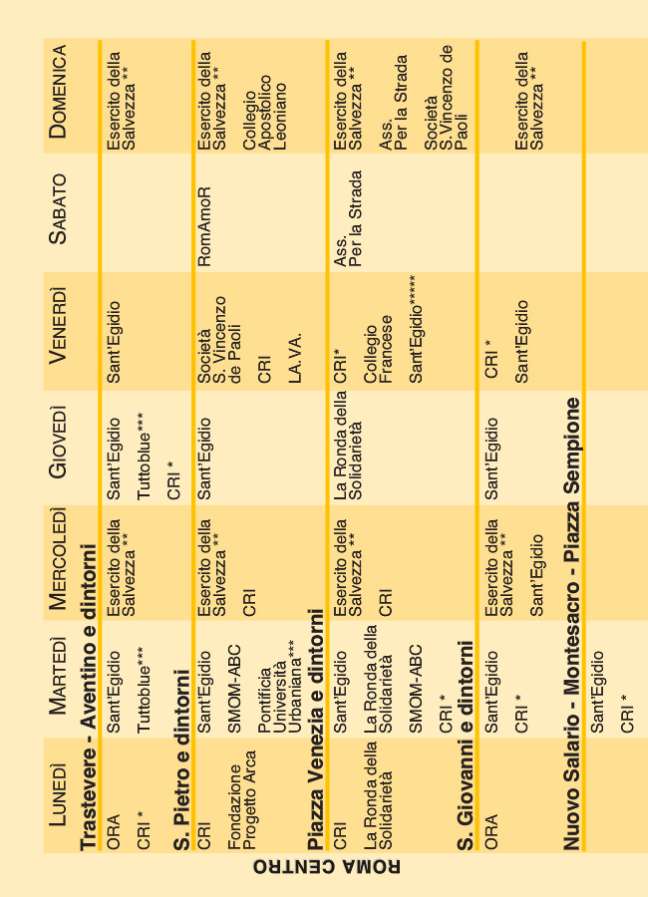 ROMA CENTRO
LUNEDÌ MARTEDÌ MERCOLEDÌ GIOVEDÌ VENERDÌ SABATO DOMENICA
Trastevere - Aventino e dintorni
ORA
CRI *
Sant'Egidio
Tuttoblue***
Esercito della
Salvezza **
Sant'Egidio
Tuttoblue***
CRI *
Sant'Egidio
Esercito della
Salvezza **
S. Pietro e dintorni
CRI
Fondazione
Progetto Arca
Sant'Egidio
SMOM-ABC
Pontificia
Università
Urbaniana***
Esercito della
Salvezza **
CRI
Sant'Egidio
Società
S. Vincenzo
de Paoli
CRI
LA.VA.
RomAmoR
Esercito della
Salvezza **
Collegio
Apostolico
Leoniano
Piazza Venezia e dintorni
CRI
La Ronda della
Solidarietà
Sant'Egidio
La Ronda della
Solidarietà
SMOM-ABC
CRI *
Esercito della
Salvezza **
CRI
La Ronda della
Solidarietà
CRI*
Collegio
Francese
Sant'Egidio*****
Ass.
Per la Strada
Esercito della
Salvezza **
Ass.
Per la Strada
Società
S.Vincenzo de
Paoli
S. Giovanni e dintorni
ORA
Sant'Egidio
CRI *
Esercito della
Salvezza **
Sant'Egidio
Sant'Egidio
CRI *
Sant'Egidio
Esercito della
Salvezza **
Nuovo Salario - Montesacro - Piazza Sempione
Sant'Egidio
CRI *